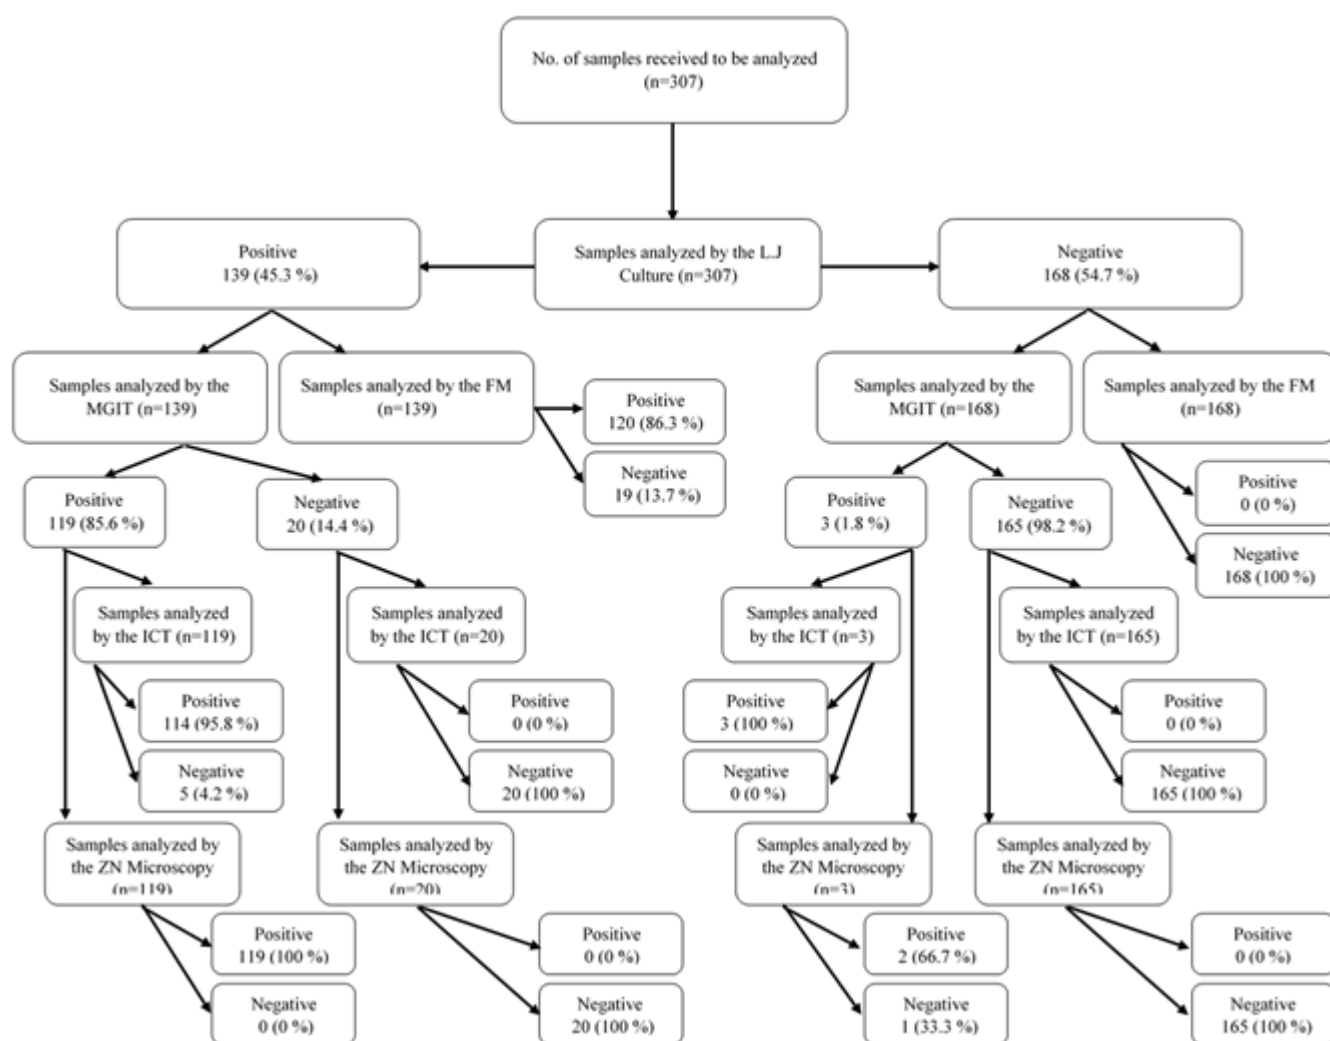 No. of samples received to be analyzed
(n=307)
Positive
139 (45.3 %)
Samples analyzed by the L.J
Culture (n=307)
Negative
168 (54.7 %)
Samples analyzed by the
MGIT (n=139)
Samples analyzed by the FM
(n=139)
Positive
120 (86.3 %)
Negative
19 (13.7 %)
Samples analyzed by the
MGIT (n=168)
Samples analyzed by the FM
(n=168)
Positive
0 (0 %)
Negative
168 (100 %)
Positive
119 (85.6 %)
Negative
20 (14.4 %)
Positive
3 (1.8 %)
Negative
165 (98.2 %)
Samples analyzed
by the ICT (n=119)
Samples analyzed
by the ICT (n=20)
Samples analyzed
by the ICT (n=3)
Samples analyzed
by the ICT (n=165)
Positive
114 (95.8 %)
Negative
5 (4.2 %)
Positive
0 (0 %)
Negative
20 (100 %)
Positive
3 (100 %)
Negative
0 (0 %)
Positive
0 (0 %)
Negative
165 (100 %)
Samples analyzed by
the ZN Microscopy
(n=119)
Samples analyzed by
the ZN Microscopy
(n=20)
Samples analyzed by
the ZN Microscopy
(n=3)
Samples analyzed by
the ZN Microscopy
(n=165)
Positive
119 (100 %)
Negative
0 (0 %)
Positive
0 (0 %)
Negative
20 (100 %)
Positive
2 (66.7 %)
Negative
1 (33.3 %)
Positive
0 (0 %)
Negative
165 (100 %)